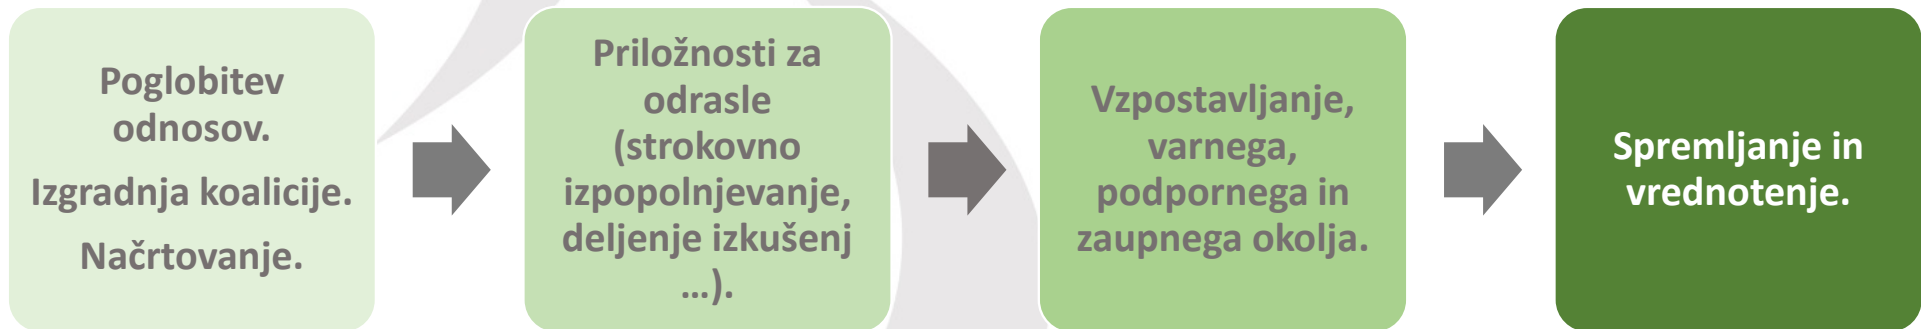 Poglobitev
odnosov.
Izgradnja koalicije.
Načrtovanje.
Priložnosti za
odrasle
(strokovno
izpopolnjevanje,
deljenje izkušenj
…).
Vzpostavljanje,
varnega,
podpornega in
zaupnega okolja.
Spremljanje in
vrednotenje.